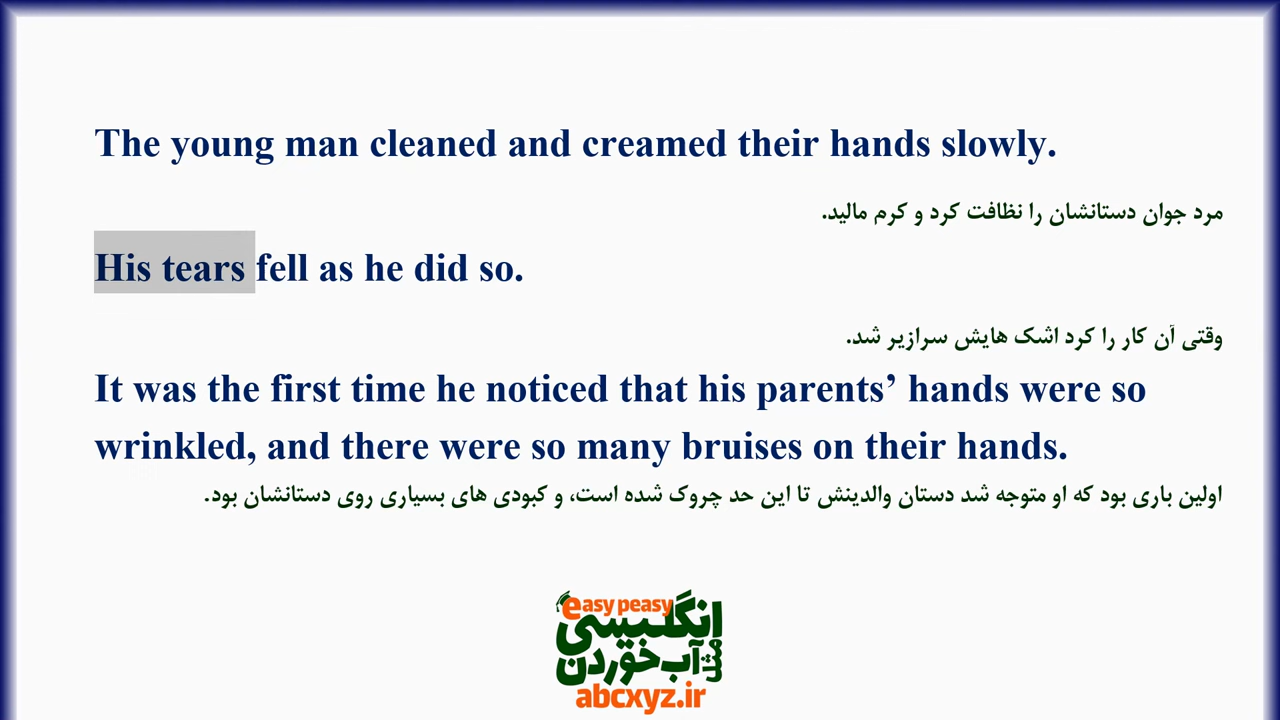 The young man cleaned and creamed their hands slowly.
مرد جوان دستانشان را نظافت کرد و کرم مالید.
His tears fell as he did so.
وقتی آن کار را کرد اشک هایش سرازیر شد.
It was the first time he noticed that his parents’ hands were so
wrinkled, and there were so many bruises on their hands.
اولین باری بود که او متوجه شد دستان والدینش تا این حد چروک شده است، و کبودی های بسیاری روی دستانشان بود.
easy peasy
انگلیسی
مثل آب خوردن
abcxyz.ir